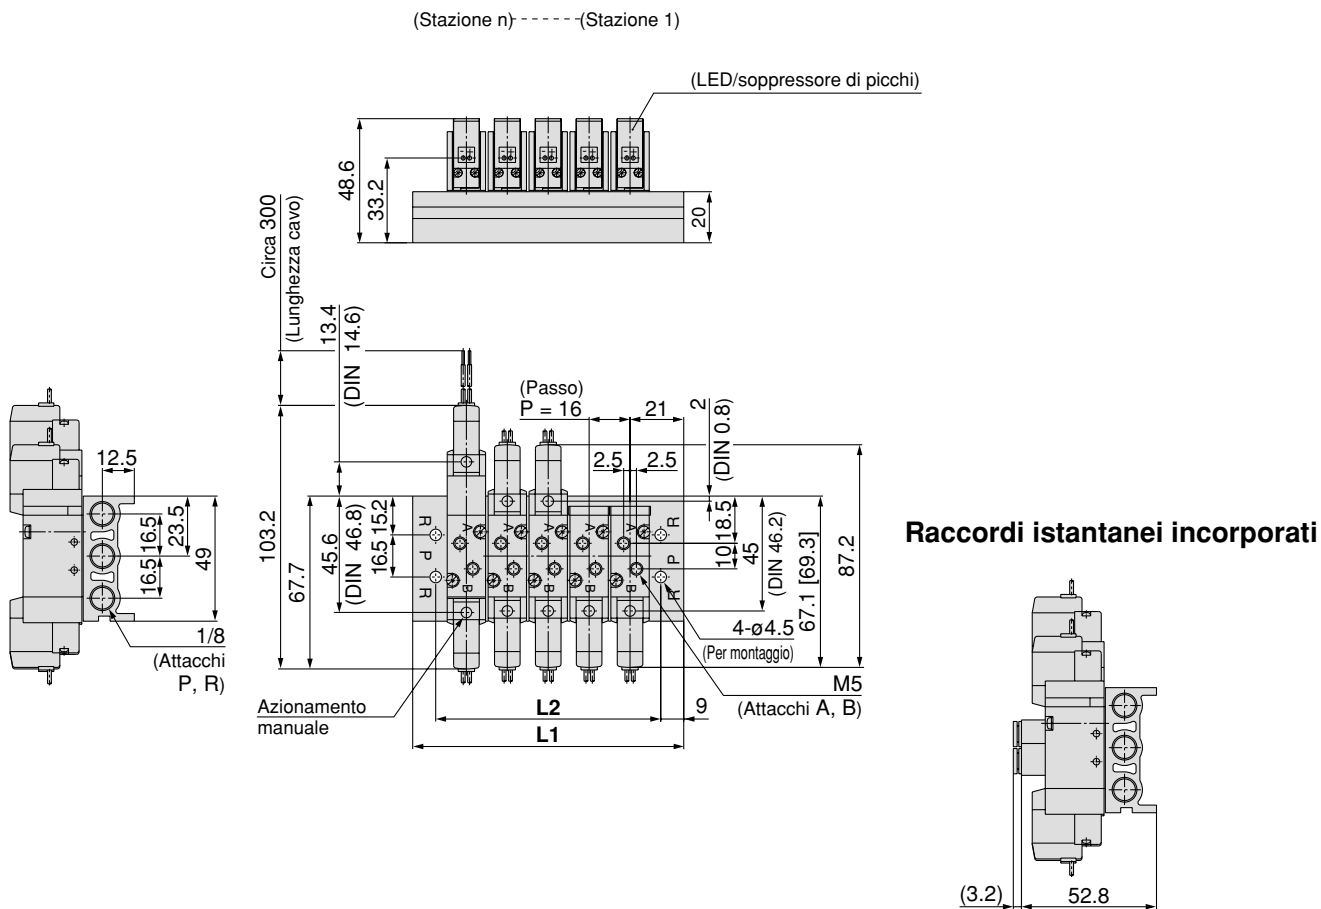 (Stazione n)------(Stazione 1)
(LED/soppressore di picchi)
48.6
33.2
20
Circa 300
(Lunghezza cavo)
13.4
(DIN 14.6)
(Passo)
P = 16
21
2
(DIN 0.8)
2.5
2.5
12.5
16.5
16.5
23.5
49
1/8
(Attacchi
P, R)
103.2
67.7
45.6
(DIN 46.8)
15.2
16.5
R
P
R
A
A
A
A
A
B
B
B
B
B
R
P
R
18.5
10
45
(DIN 46.2)
67.1 [69.3]
87.2
4-ø4.5
(Per montaggio)
M5
(Attacchi A, B)
Azionamento
manuale
L2
9
L1
Raccordi istantanei incorporati
(3.2)
52.8